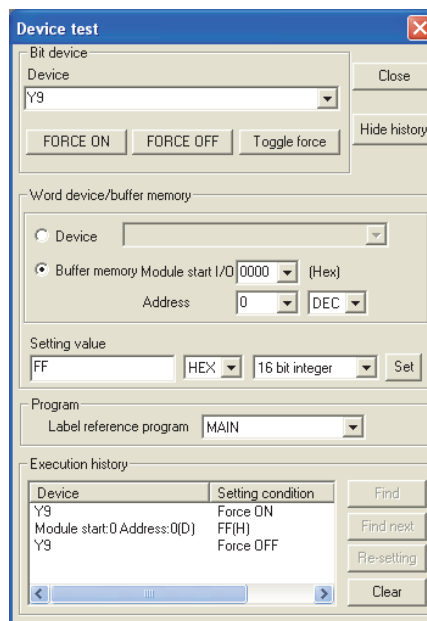 Device test
Bit device
Device
Close
Y9
Hide history
FORCE ON FORCE OFF Toggle force
Word device/buffer memory
Device
Buffer memory Module start I/O 0000 (Hex)
Address 0 DEC
Setting value
FF HEX 16 bit integer Set
Program
Label reference program MAIN
Execution history
Device Setting condition Find
Y9 Force ON
Module start:0 Address:0(D) FF(H) Find next
Y9 Force OFF
Re-setting
Clear